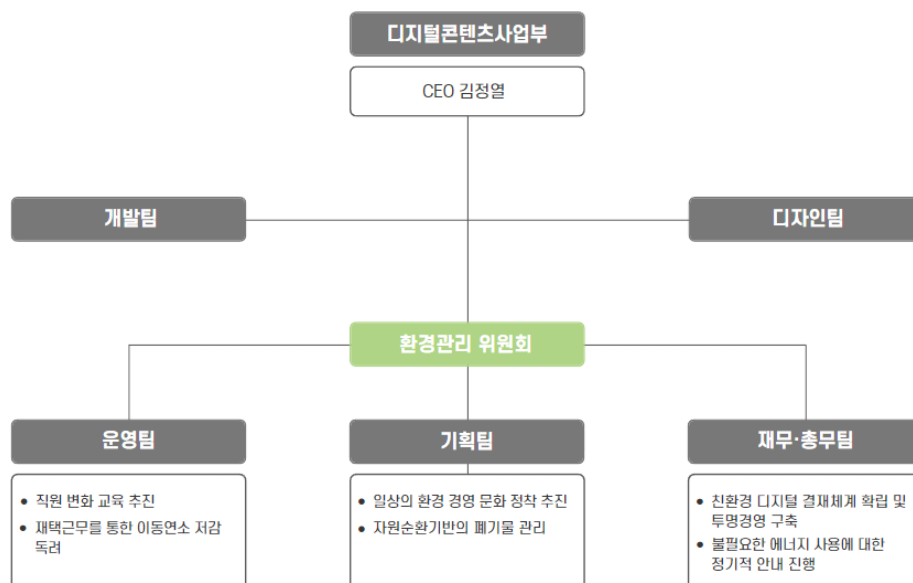 디지털콘텐츠사업부
CEO 김정열
개발팀
디자인팀
환경관리 위원회
운영팀
기획팀
재무·총무팀
• 직원 변화 교육 추진
• 재택근무를 통한 이동연소 저감
독려
• 일상의 환경 경영 문화 정착 추진
• 자원순환기반의 폐기물 관리
• 친환경 디지털 결재체계 확립 및
투명경영 구축
• 불필요한 에너지 사용에 대한
정기적 안내 진행